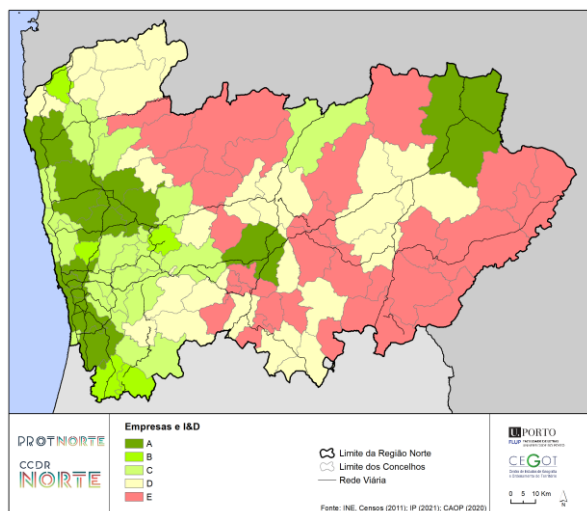 PROTNORTE
CCDR
NORTE
Empresas e I&D
A
B
C
D
E
Limite da Região Norte
Limite dos Concelhos
Rede Viária
Fonte: INE, Censos (2011); IP (2021); CAOP (2020)
U. PORTO
FLUP
CEGOT
0 5 10 Km